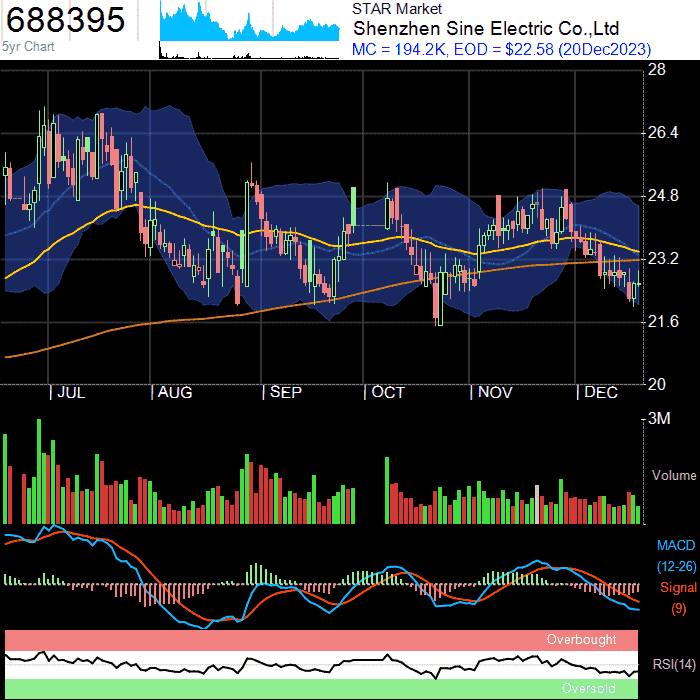 688395
5yr Chart
STAR Market
Shenzhen Sine Electric Co.,Ltd
MC = 194.2K, EOD = $22.58 (20Dec2023)
28
26.4
24.8
23.2
21.6
20
JUL AUG SEP OCT NOV DEC
3M
Volume
MACD
(12-26)
Signal
(9)
Overbought
RSI(14)
Oversold